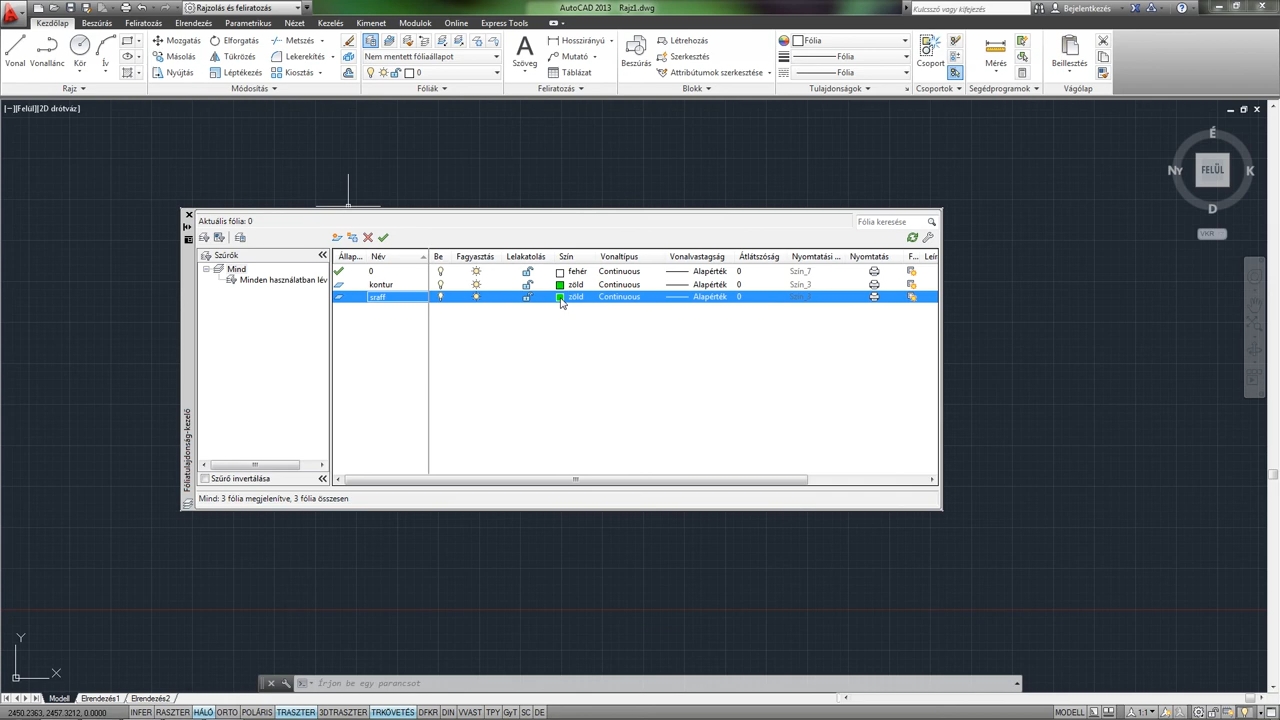 Rajzolás és feliratozás
AutoCAD 2013 Rajz1.dwg
Kulcsszó vagy kifejezés
Bejelentkezés
Kezdőlap Beszúrás Feliratozás Elrendezés Parametrikus Nézet Kezelés Kimenet Modulok Online Express Tools
Vonal Vonallánc Kör Ív
Mozgatás Elforgatás Metszés
Másolás Tükrözés Lekerekítés
Nyújtás Léptékezés Kiosztás
Nem mentett fóliaállapot
0
Szöveg
Hosszirányú
Mutató
Táblázat
Beszúrás
Létrehozás
Szerkesztés
Attribútumok szerkesztése
Fólia
Fólia
Fólia
Csoport
Mérés
Beillesztés
Rajz Módosítás Fóliák Feliratozás Blokk Tulajdonságok Csoportok Segédprogramok Vágólap
[−][Felül][2D drótváz]
É
NY FELÜL K
D
VKR
Aktuális fólia: 0
Fólia keresése
Szűrők
Mind
Minden használatban lév
Állap... Név Be Fagyasztás Lelakatolás Szín Vonaltípus Vonalvastagság Átlátszóság Nyomtatási ... Nyomtatás F... Leír
0 fehér Continuous Alapérték 0 Szín_7
kontur zöld Continuous Alapérték 0 Szín_3
sraff zöld Continuous Alapérték 0 Szín_3
Szűrő invertálása
Mind: 3 fólia megjelenítve, 3 fólia összesen
Fóliatulajdonság-kezelő
Y
X
Írjon be egy parancsot
Modell Elrendezés1 Elrendezés2
2450.2363, 2457.3212, 0.0000 INFER RASZTER HÁLÓ ORTO POLÁRIS TRASZTER 3DTRASZTER TRKÖVETÉS DFKR DIN VVAST TPY GyT SC DE MODELL 1:1